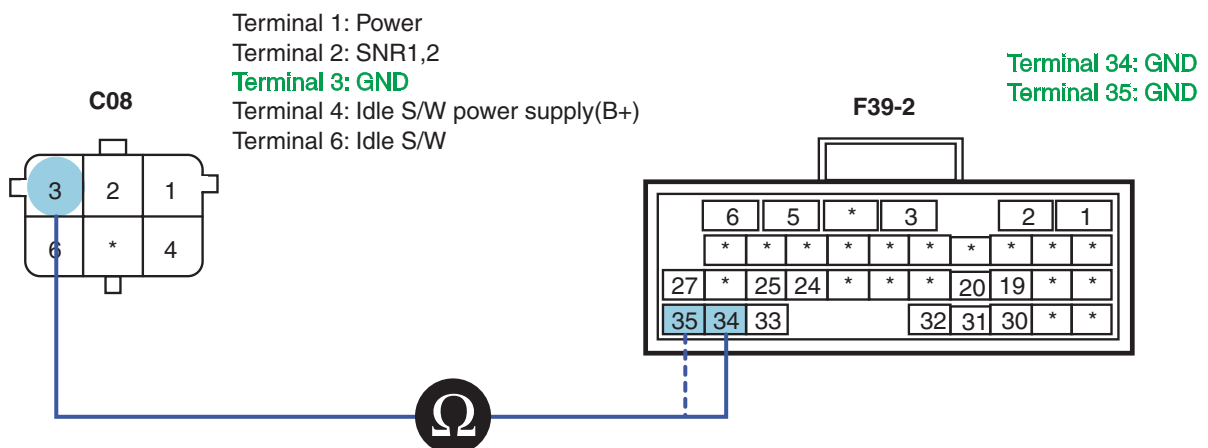 Terminal 1: Power
Terminal 2: SNR1,2
Terminal 3: GND
Terminal 4: Idle S/W power supply(B+)
Terminal 6: Idle S/W
Terminal 34: GND
Terminal 35: GND
C08
3 2 1
6 * 4
F39-2
6 5 * 3 2 1
* * * * * * * * * *
27 * 25 24 * * * 20 19 * *
35 34 33 32 31 30 * *
Ω